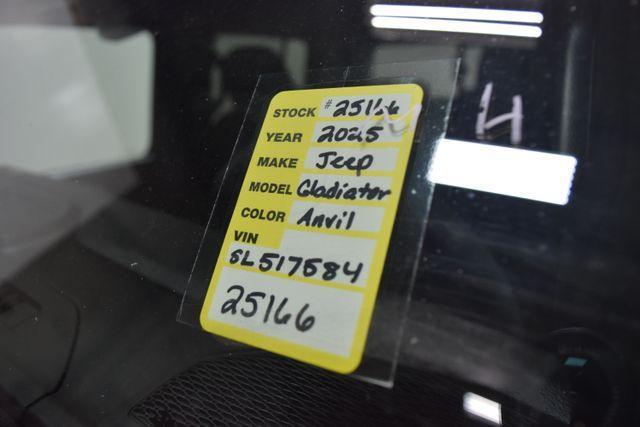 STOCK # 25166
YEAR 2025
MAKE Jeep
MODEL Gladiator
COLOR Anvil
VIN
SL517584
25166
H